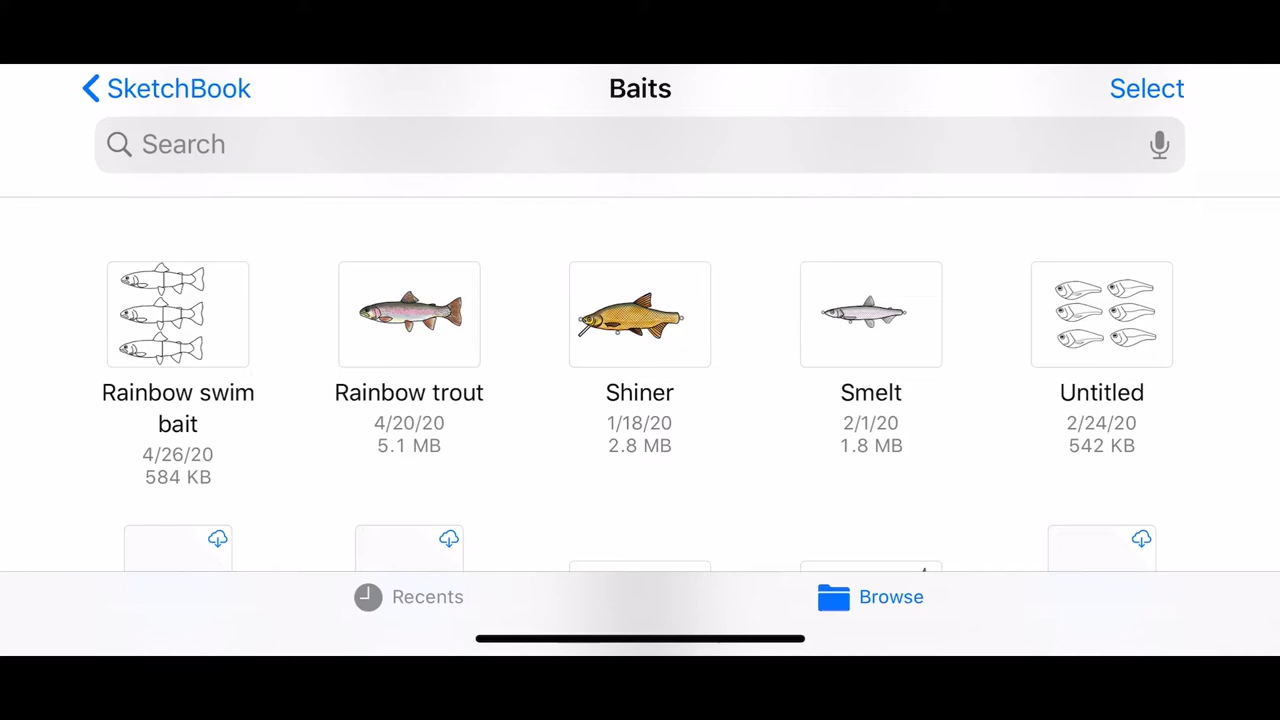 SketchBook
Baits
Select
Search
Rainbow swim
bait
4/26/20
584 KB
Rainbow trout
4/20/20
5.1 MB
Shiner
1/18/20
2.8 MB
Smelt
2/1/20
1.8 MB
Untitled
2/24/20
542 KB
Recents
Browse